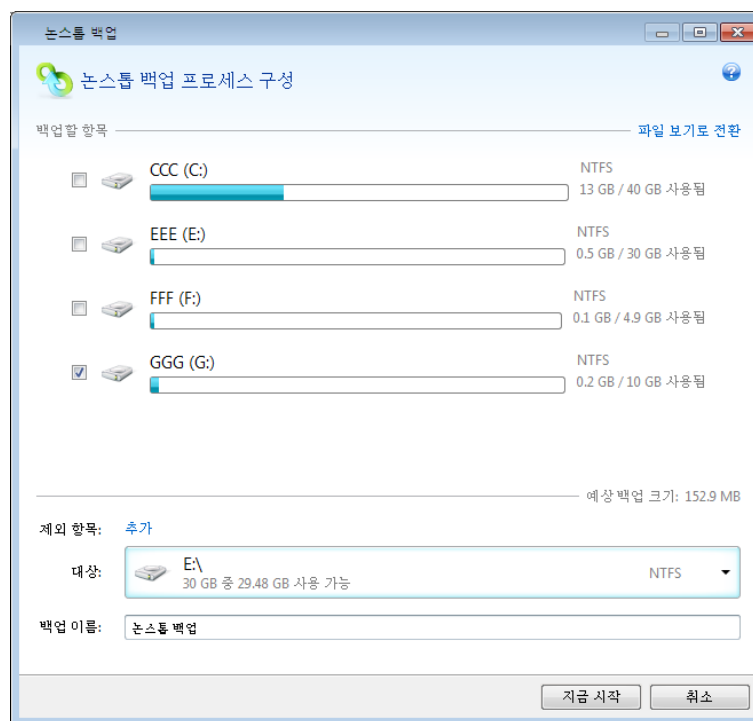 논스톱 백업
논스톱 백업 프로세스 구성
백업할 항목
파일 보기로 전환
CCC (C:)
NTFS
13 GB / 40 GB 사용됨
EEE (E:)
NTFS
0.5 GB / 30 GB 사용됨
FFF (F:)
NTFS
0.1 GB / 4.9 GB 사용됨
GGG (G:)
NTFS
0.2 GB / 10 GB 사용됨
예상 백업 크기: 152.9 MB
제외 항목: 추가
대상: E:\ NTFS
30 GB 중 29.48 GB 사용 가능
백업 이름: 논스톱 백업
지금 시작 취소